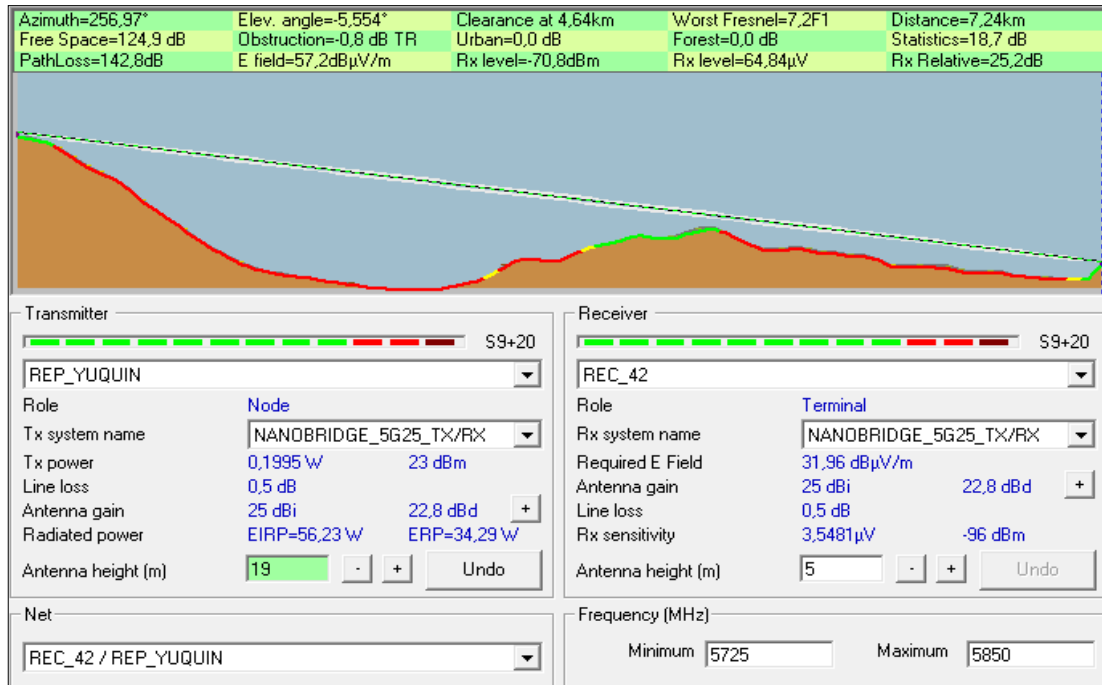 Azimuth=256,97° Elev. angle=-5,554° Clearance at 4,64km Worst Fresnel=7,2F1 Distance=7,24km
Free Space=124,9 dB Obstruction=-0,8 dB TR Urban=0,0 dB Forest=0,0 dB Statistics=18,7 dB
PathLoss=142,8dB E field=57,2dBµV/m Rx level=-70,8dBm Rx level=64,84µV Rx Relative=25,2dB
Transmitter
S9+20
REP_YUQUIN
Role Node
Tx system name NANOBRIDGE_5G25_TX/RX
Tx power 0,1995 W 23 dBm
Line loss 0,5 dB
Antenna gain 25 dBi 22,8 dBd +
Radiated power EIRP=56,23 W ERP=34,29 W
Antenna height (m) 19 - + Undo
Receiver
S9+20
REC_42
Role Terminal
Rx system name NANOBRIDGE_5G25_TX/RX
Required E Field 31,96 dBµV/m
Antenna gain 25 dBi 22,8 dBd +
Line loss 0,5 dB
Rx sensitivity 3,5481µV -96 dBm
Antenna height (m) 5 - + Undo
Net
REC_42 / REP_YUQUIN
Frequency (MHz)
Minimum 5725 Maximum 5850